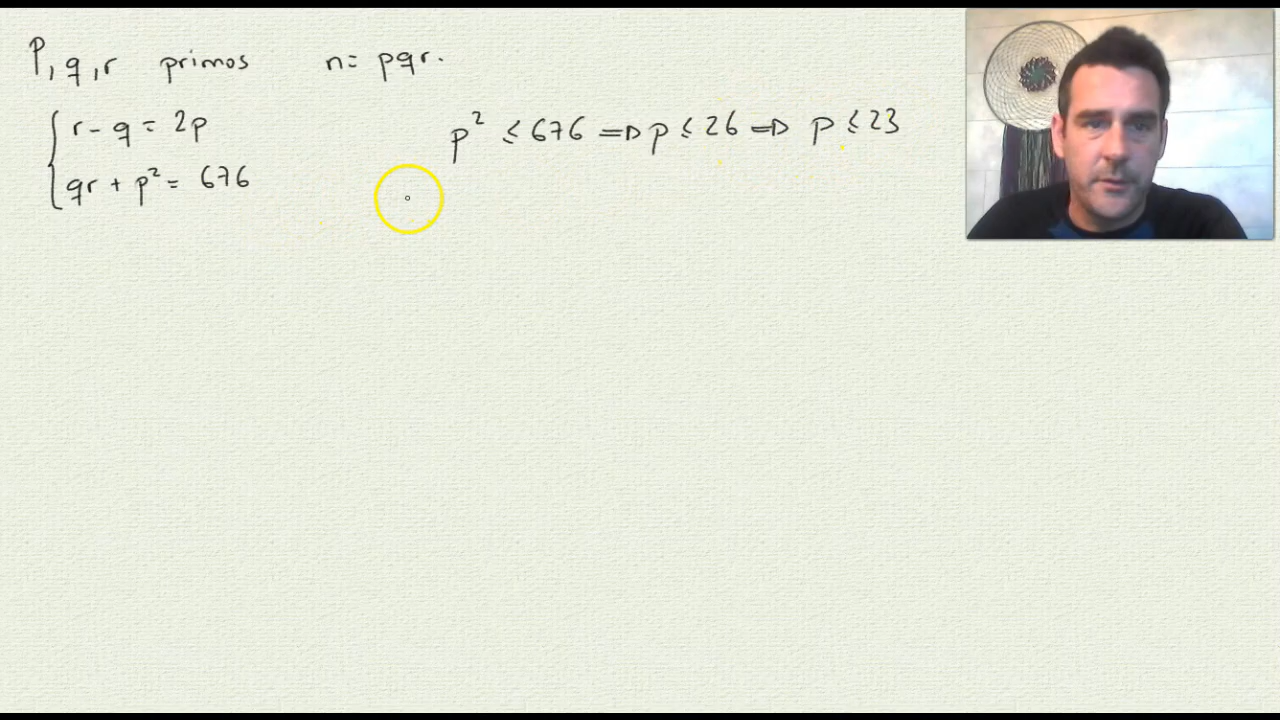 p, q, r primos n = pqr.
r - q = 2p
p² ≤ 676 ⇒ p ≤ 26 ⇒ p ≤ 23
qr + p² = 676